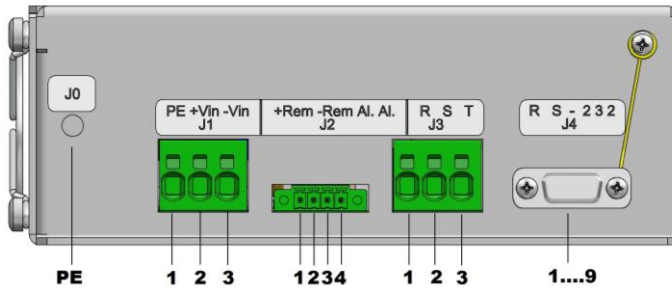 J0
PE +Vin -Vin
J1
+Rem -Rem Al. Al.
J2
R S T
J3
R S - 2 3 2
J4
PE
1 2 3
1234
1 2 3
1....9